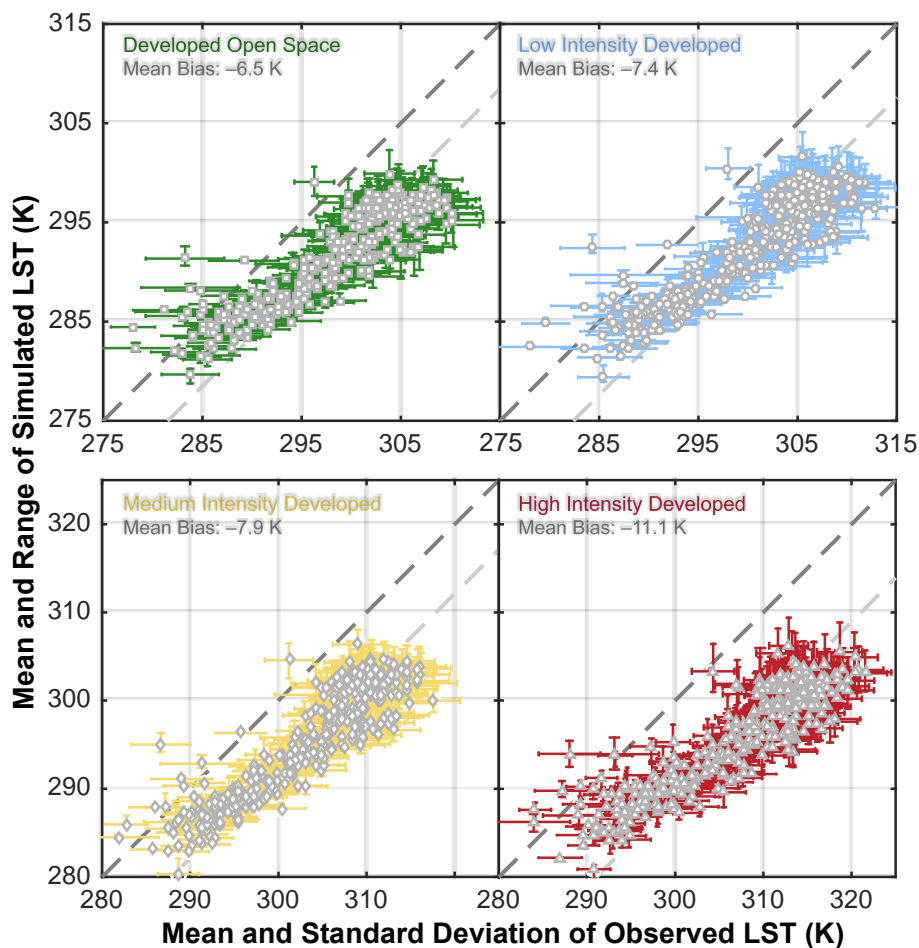 Mean and Range of Simulated LST (K)
315
305
295
285
275
Developed Open Space
Mean Bias: –6.5 K
275
285
295
305
Low Intensity Developed
Mean Bias: –7.4 K
275
285
295
305
315
320
310
300
290
280
Medium Intensity Developed
Mean Bias: –7.9 K
280
290
300
310
High Intensity Developed
Mean Bias: –11.1 K
280
290
300
310
320
Mean and Standard Deviation of Observed LST (K)